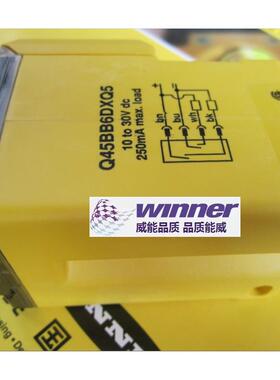 Q45BB6DXQ5
10 to 30V dc
250mA max. load
bn
bu
wh
bk
winner
威能品质 品质能威
NNI